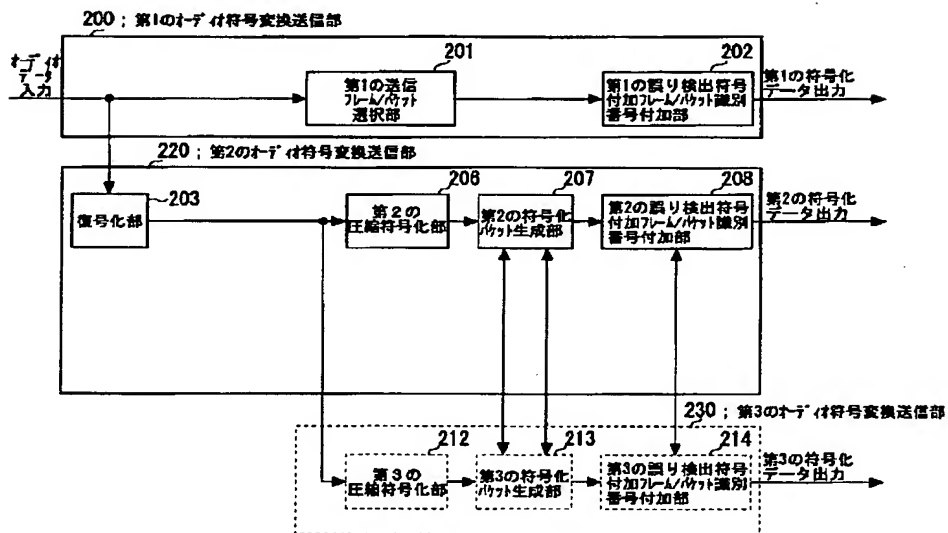 200 ; 第1のオーディオ符号変換送信部
オーディオ
データ
入力
201
第1の送信
フレーム/パケット
選択部
202
第1の誤り検出符号
付加フレーム/パケット識別
番号付加部
第1の符号化
データ出力
220 ; 第2のオーディオ符号変換送信部
復号化部
203
206
第2の
圧縮符号化部
207
第2の符号化
パケット生成部
208
第2の誤り検出符号
付加フレーム/パケット識別
番号付加部
第2の符号化
データ出力
230 ; 第3のオーディオ符号変換送信部
212
第3の
圧縮符号化部
213
第3の符号化
パケット生成部
214
第3の誤り検出符号
付加フレーム/パケット識別
番号付加部
第3の符号化
データ出力